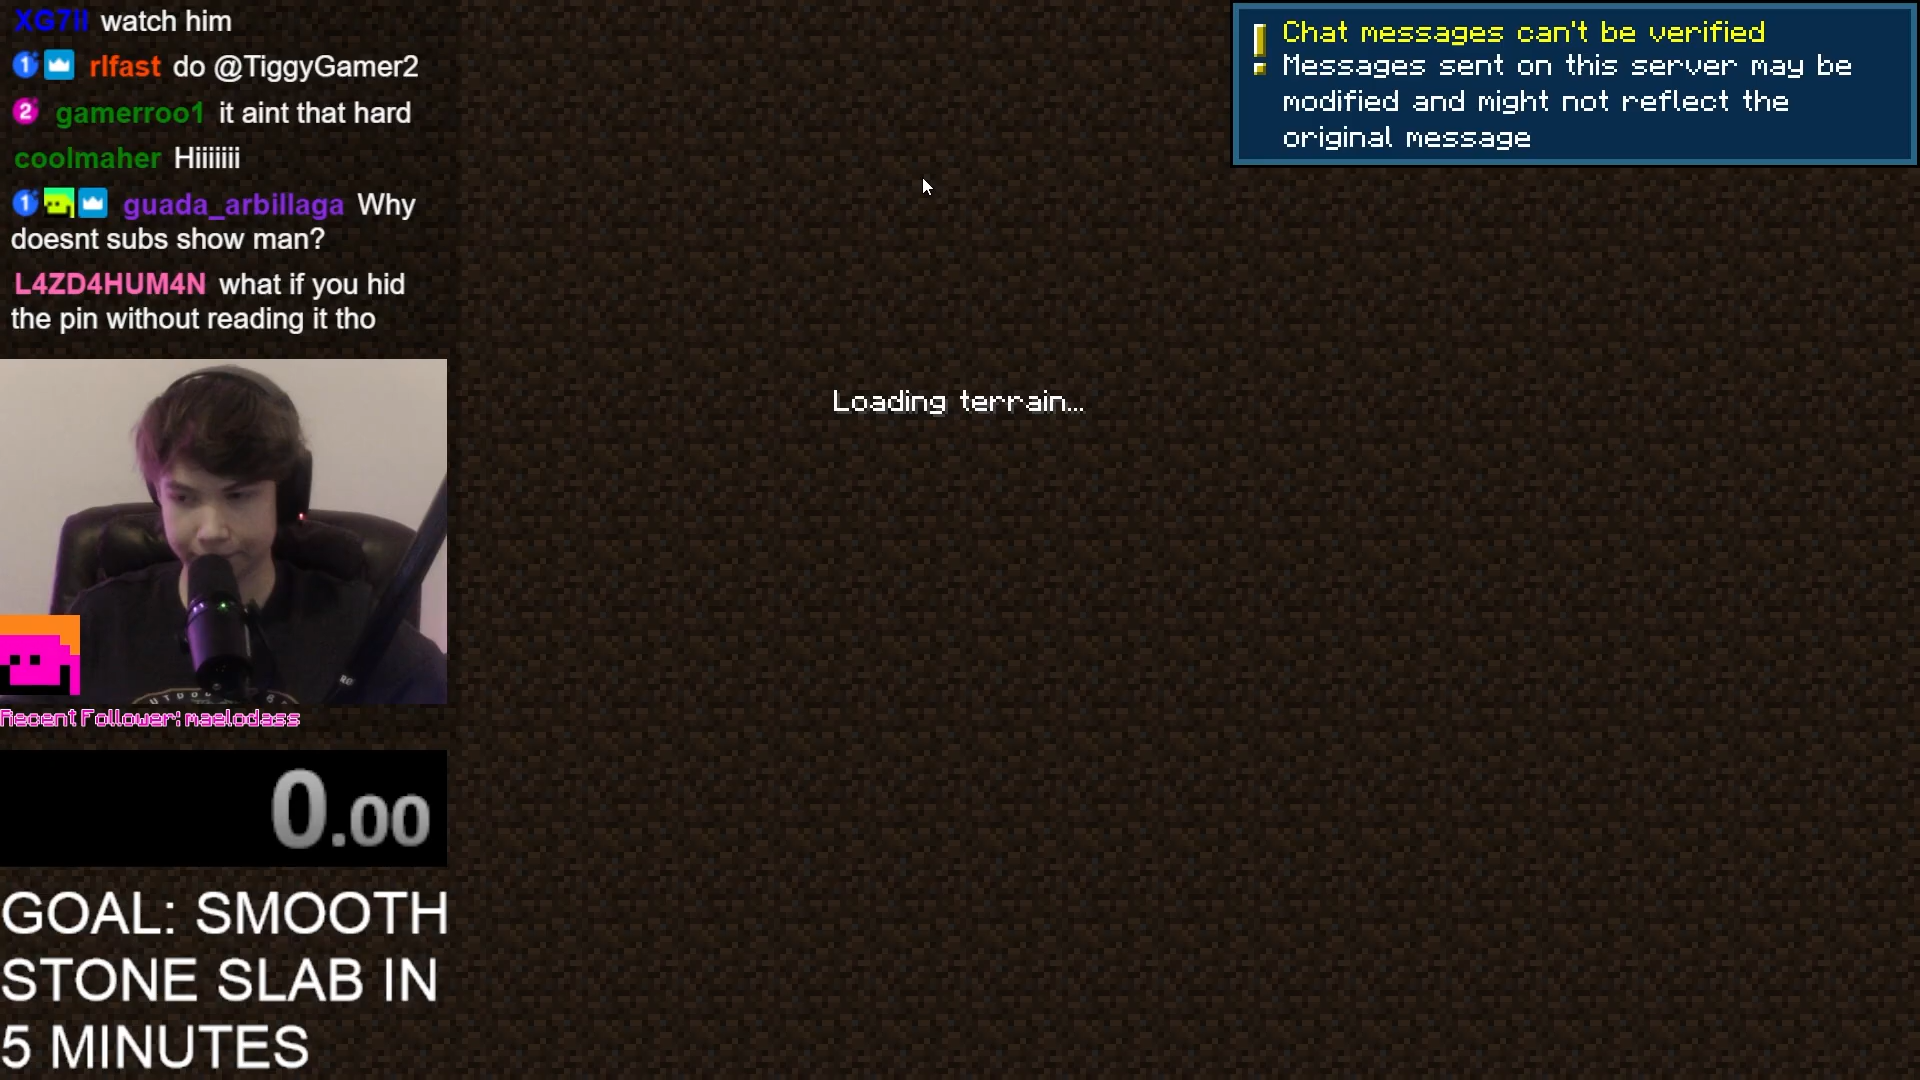 XG7II watch him
rlfast do @TiggyGamer2
gamerroo1 it aint that hard
coolmaher Hiiiiiii
guada_arbillaga Why
doesnt subs show man?
L4ZD4HUM4N what if you hid
the pin without reading it tho
Chat messages can't be verified
Messages sent on this server may be
modified and might not reflect the
original message
Loading terrain...
Recent Follower: maelodass
0.00
GOAL: SMOOTH
STONE SLAB IN
5 MINUTES